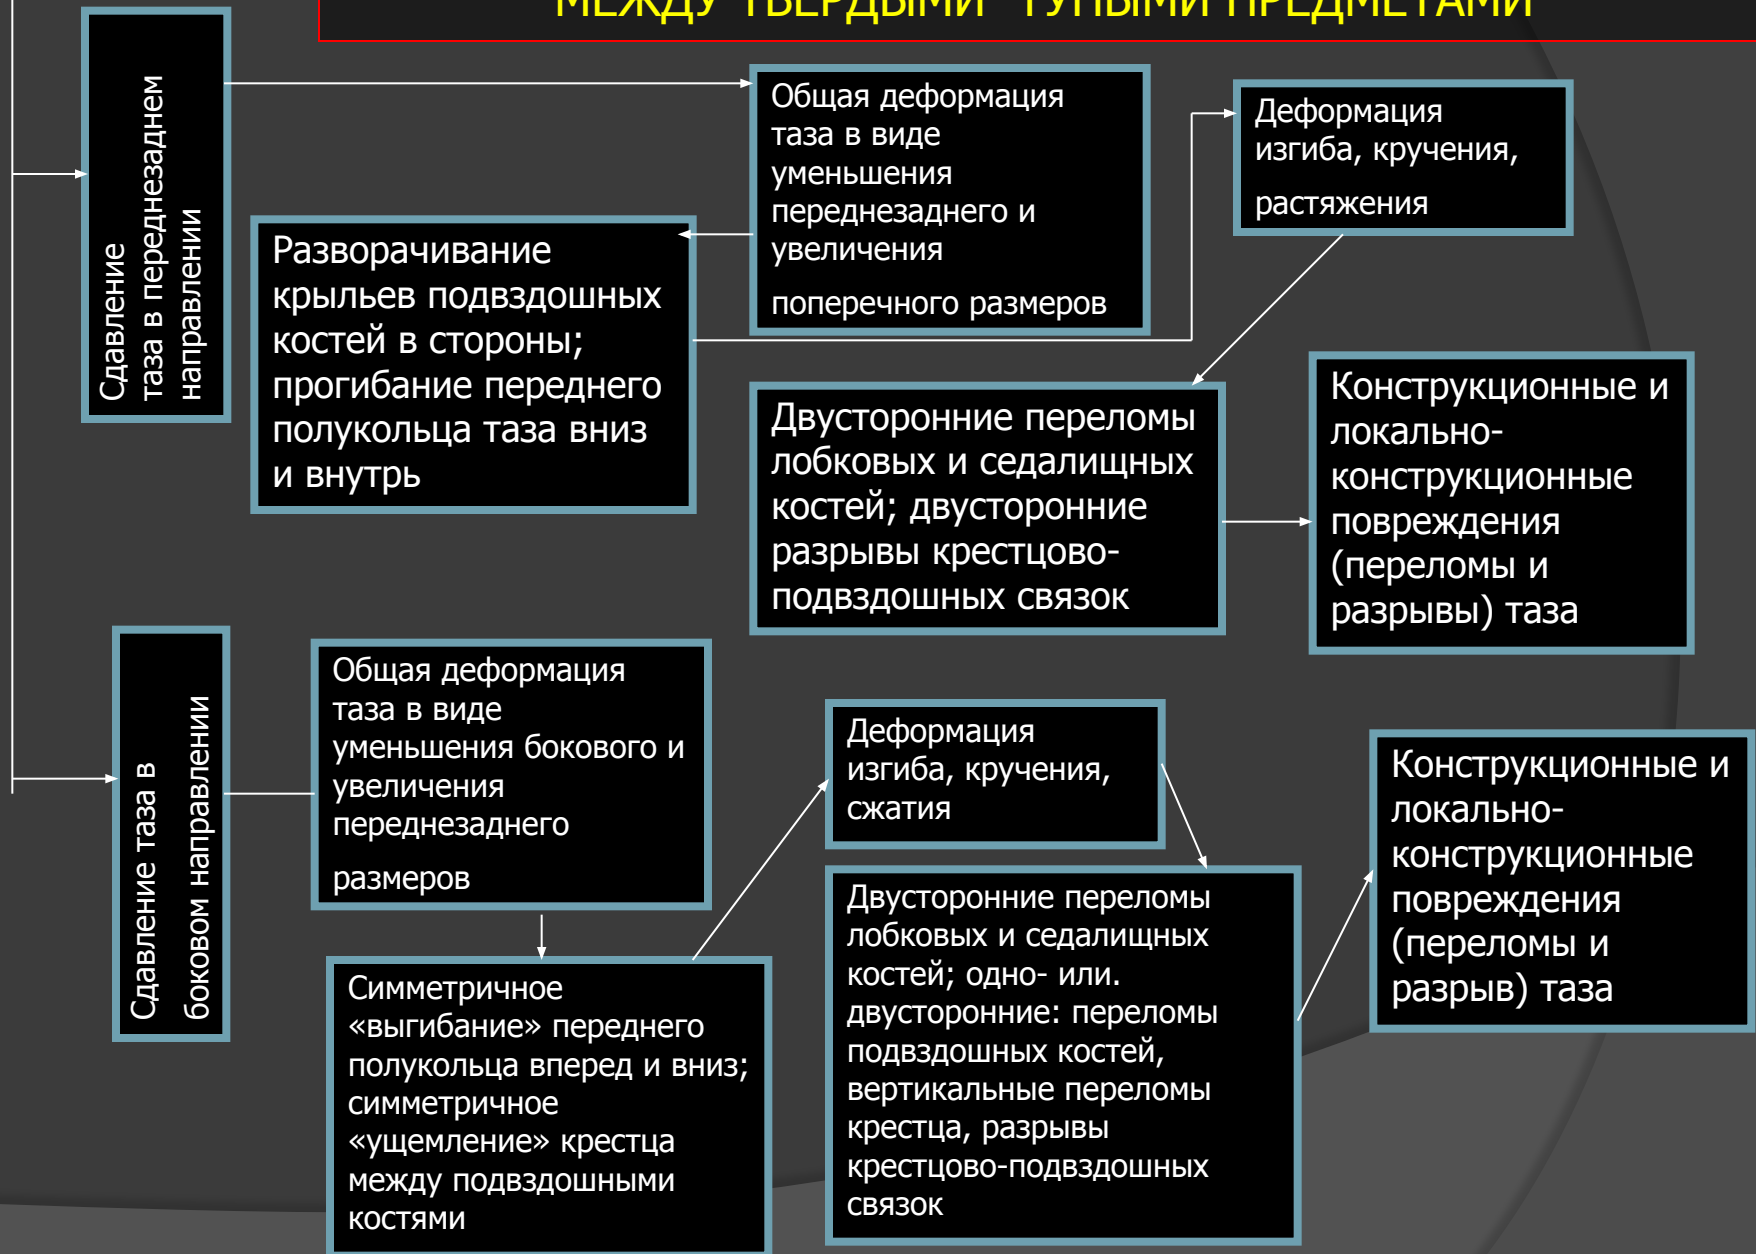 МЕЖДУ ТВЕРДЫМИ ТУПЫМИ ПРЕДМЕТАМИ
Сдавление
таза в переднезаднем
направлении
Общая деформация
таза в виде
уменьшения
переднезаднего и
увеличения
поперечного размеров
Разворачивание
крыльев подвздошных
костей в стороны;
прогибание переднего
полукольца таза вниз
и внутрь
Деформация
изгиба, кручения,
растяжения
Двусторонние переломы
лобковых и седалищных
костей; двусторонние
разрывы крестцово-
подвздошных связок
Конструкционные и
локально-
конструкционные
повреждения
(переломы и
разрывы) таза
Сдавление таза в
боковом направлении
Общая деформация
таза в виде
уменьшения бокового и
увеличения
переднезаднего
размеров
Симметричное
«выгибание» переднего
полукольца вперед и вниз;
симметричное
«ущемление» крестца
между подвздошными
костями
Деформация
изгиба, кручения,
сжатия
Двусторонние переломы
лобковых и седалищных
костей; одно- или.
двусторонние: переломы
подвздошных костей,
вертикальные переломы
крестца, разрывы
крестцово-подвздошных
связок
Конструкционные и
локально-
конструкционные
повреждения
(переломы и
разрыв) таза